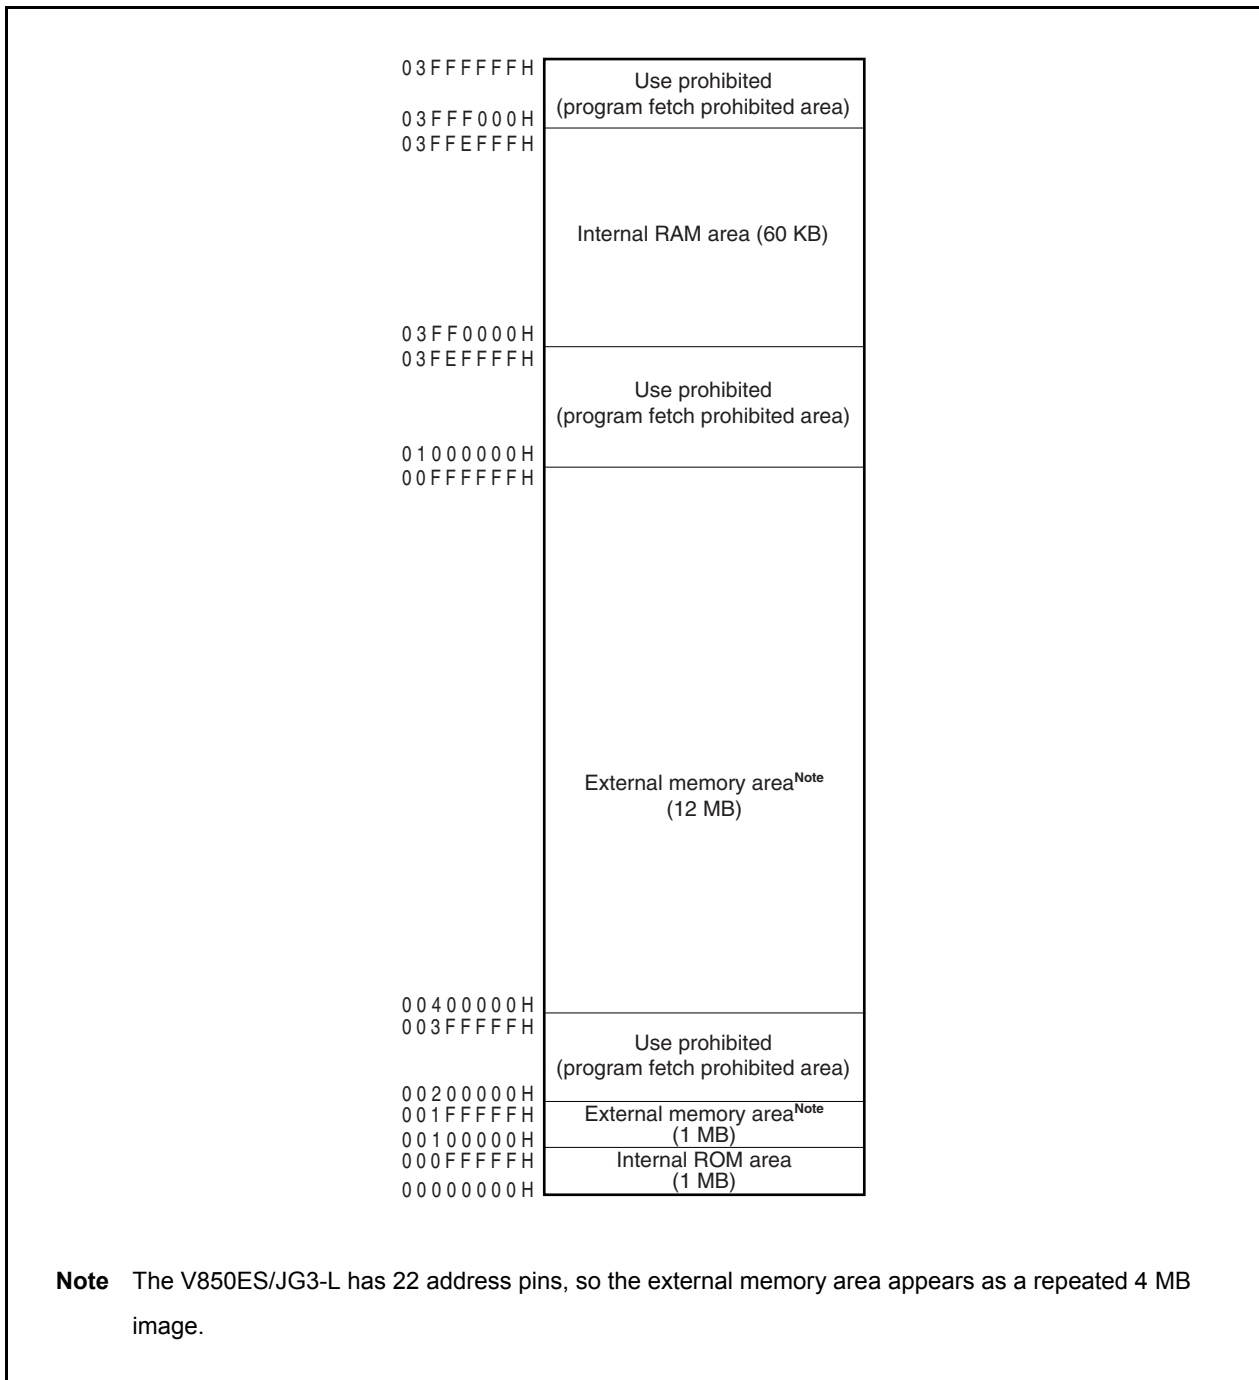 03FFFFFFH
Use prohibited
(program fetch prohibited area)
03FFF000H
03FFEFFFH
Internal RAM area (60 KB)
03FF0000H
03FEFFFFH
Use prohibited
(program fetch prohibited area)
01000000H
00FFFFFFH
External memory areaNote
(12 MB)
00400000H
003FFFFFH
Use prohibited
(program fetch prohibited area)
00200000H
001FFFFFH
External memory areaNote
(1 MB)
00100000H
000FFFFFH
Internal ROM area
(1 MB)
00000000H
Note The V850ES/JG3-L has 22 address pins, so the external memory area appears as a repeated 4 MB
image.